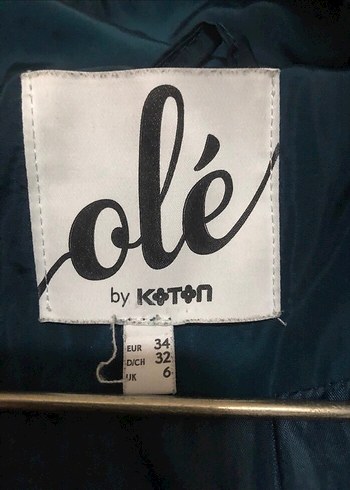 olé
by KOTON
EUR 34
D/CH 32
UK 6